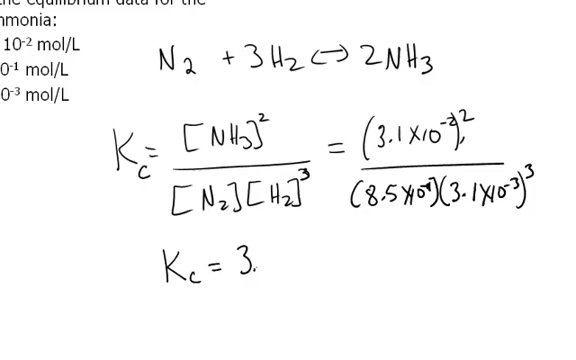 the equilibrium data for the
mmonia:
10-2 mol/L
0-1 mol/L
0-3 mol/L
N2 + 3H2 ⇔ 2NH3
Kc = [NH3]² / [N2][H2]³ = (3.1×10⁻²)² / (8.5×10⁻¹)(3.1×10⁻³)³
Kc = 3.